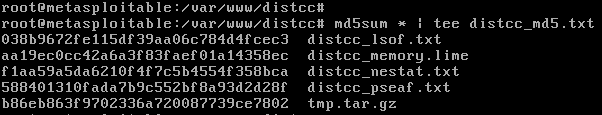 root@metasploitable:/var/www/distcc#
root@metasploitable:/var/www/distcc# md5sum * | tee distcc_md5.txt
038b9672fe115df39aa06c784d4fcec3  distcc_lsof.txt
aa19ec0cc42a6a3f83faef01a14358ec  distcc_memory.lime
f1aa59a5da6210f4f7c5b4554f358bca  distcc_nestat.txt
588401310fada7b9c552bf8a93d2d28f  distcc_pseaf.txt
b86eb863f9702336a720087739ce7802  tmp.tar.gz